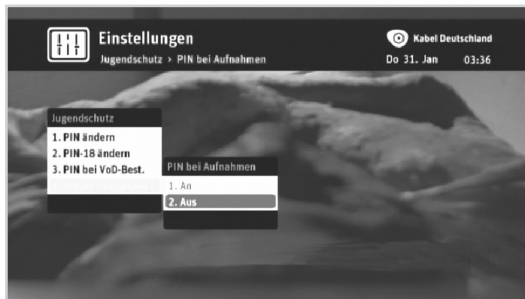 Einstellungen
Jugendschutz > PIN bei Aufnahmen
Kabel Deutschland
Do 31. Jan 03:36
Jugendschutz
1. PIN ändern
2. PIN-18 ändern
3. PIN bei VoD-Best.
PIN bei Aufnahmen
1. An
2. Aus